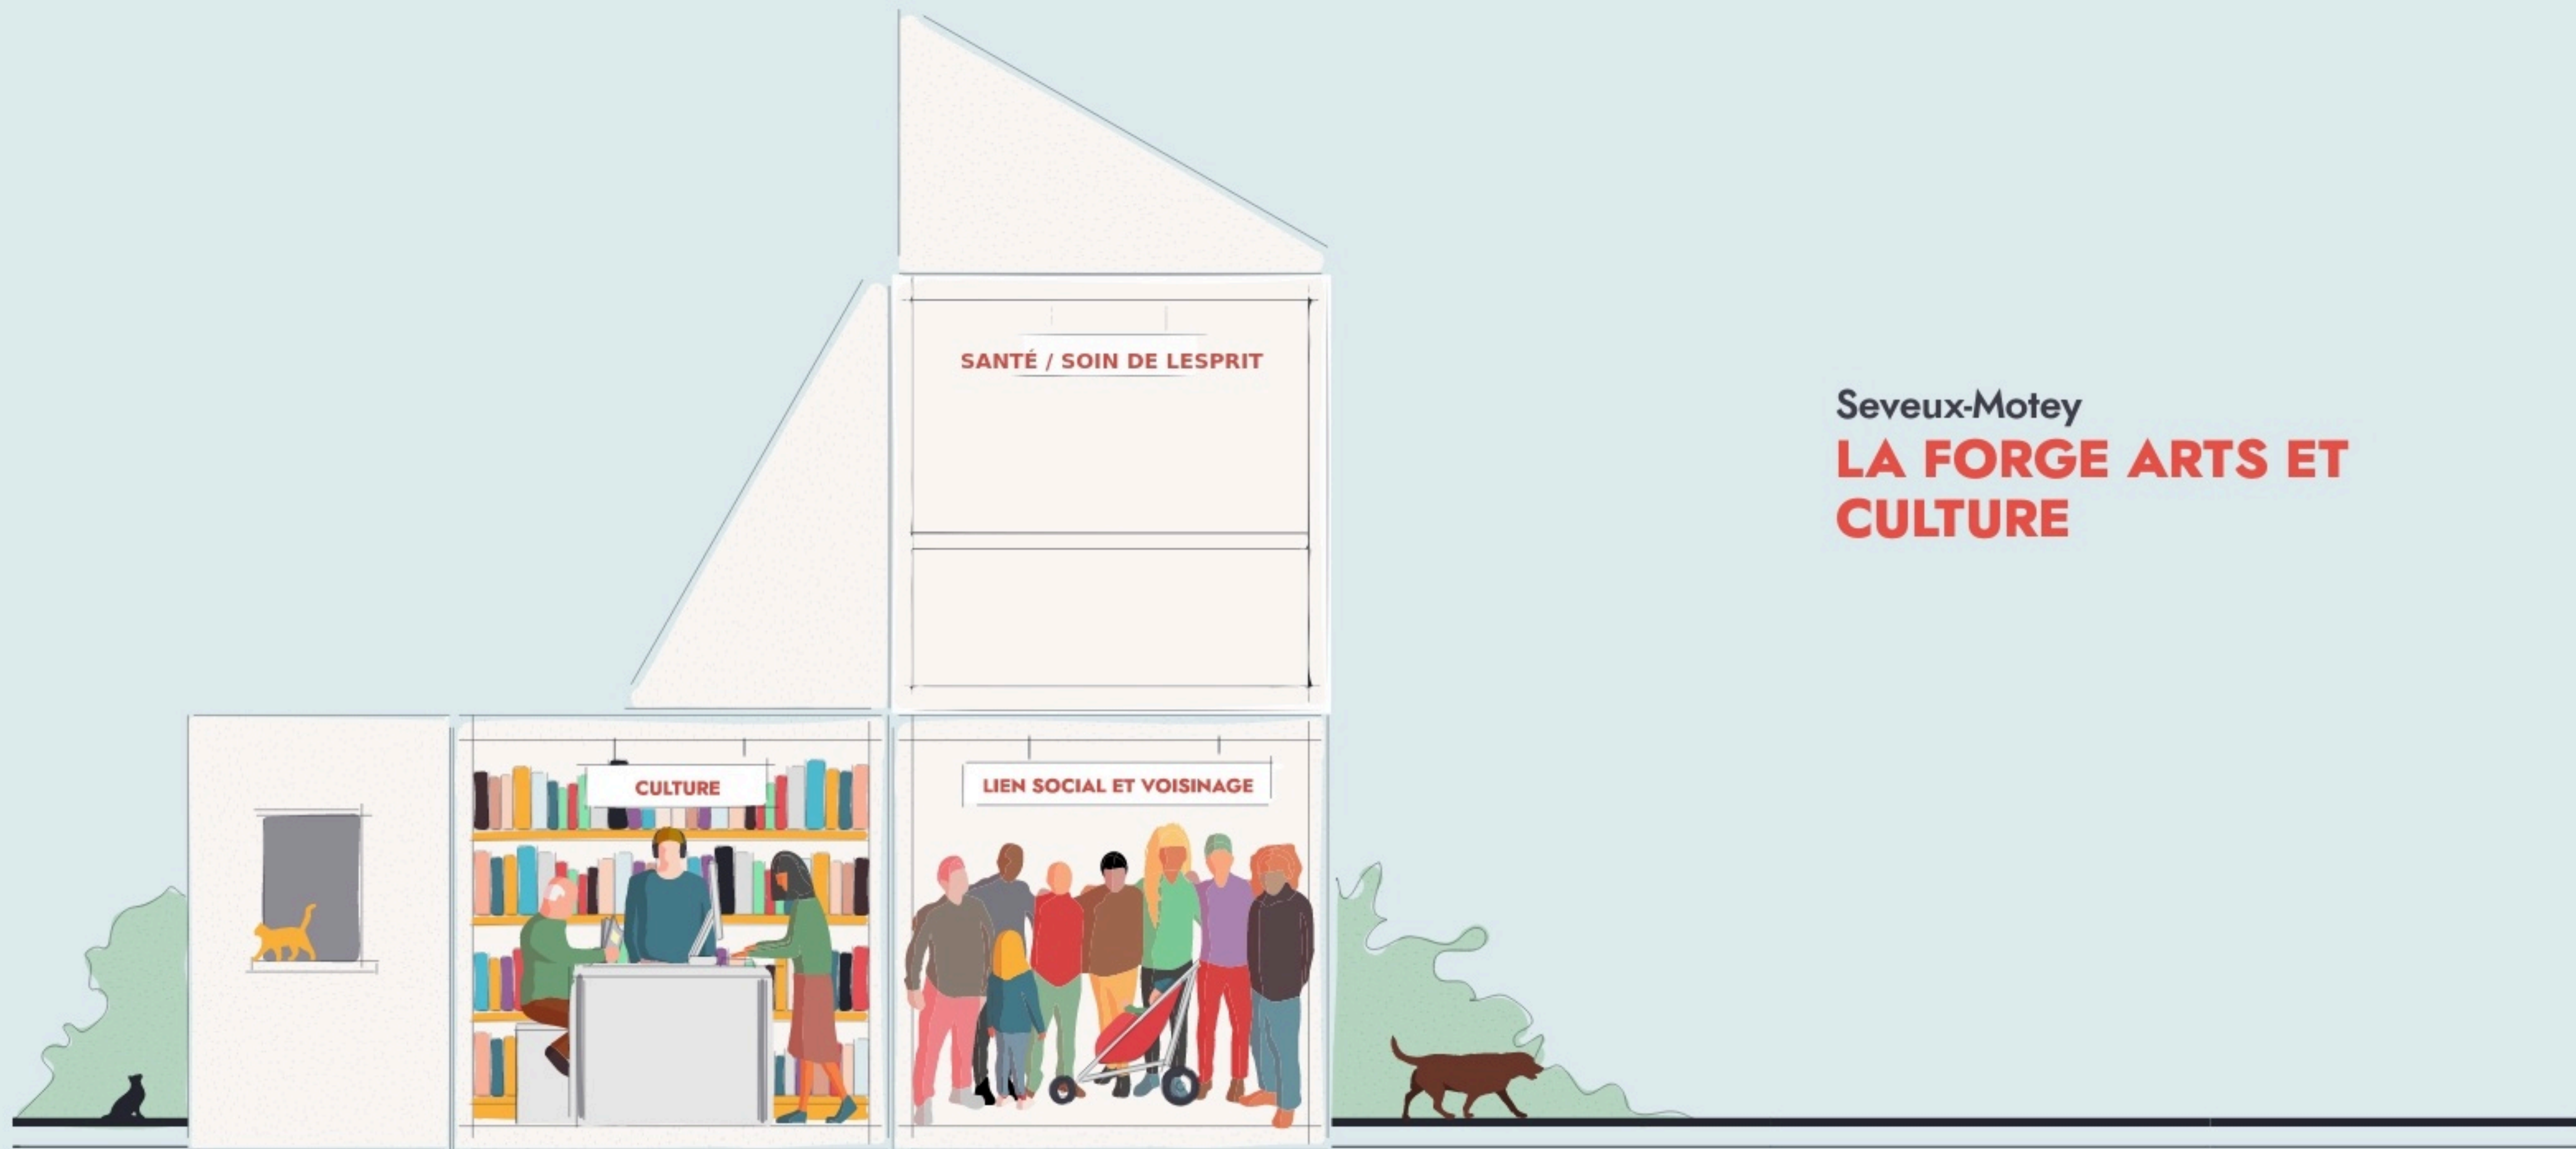 SANTÉ / SOIN DE LESPRIT
Seveux-Motey
LA FORGE ARTS ET
CULTURE
CULTURE
LIEN SOCIAL ET VOISINAGE